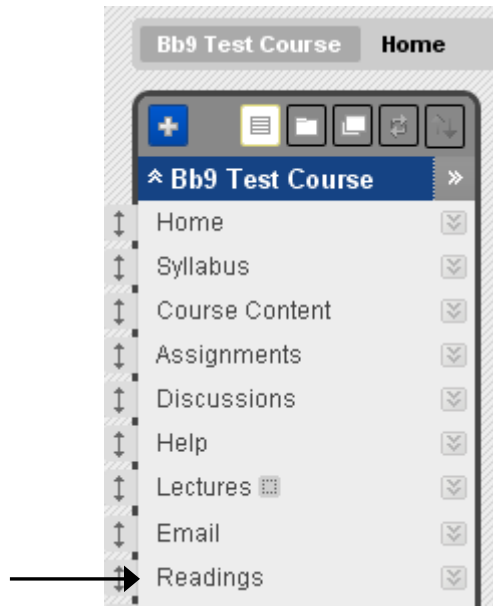 Bb9 Test Course Home
Bb9 Test Course
Home
Syllabus
Course Content
Assignments
Discussions
Help
Lectures
Email
Readings